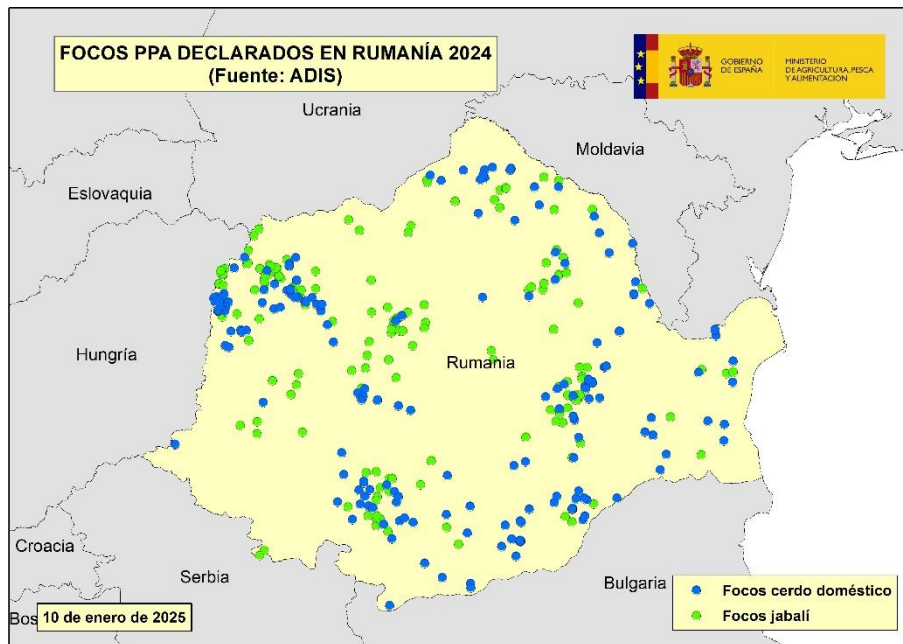 FOCOS PPA DECLARADOS EN RUMANÍA 2024
(Fuente: ADIS)
GOBIERNO
DE ESPAÑA
MINISTERIO
DE AGRICULTURA, PESCA
Y ALIMENTACIÓN
Ucrania
Moldavia
Eslovaquia
Hungría
Rumania
Croacia
Serbia
Bulgaria
Bos
10 de enero de 2025
Focos cerdo doméstico
Focos jabalí